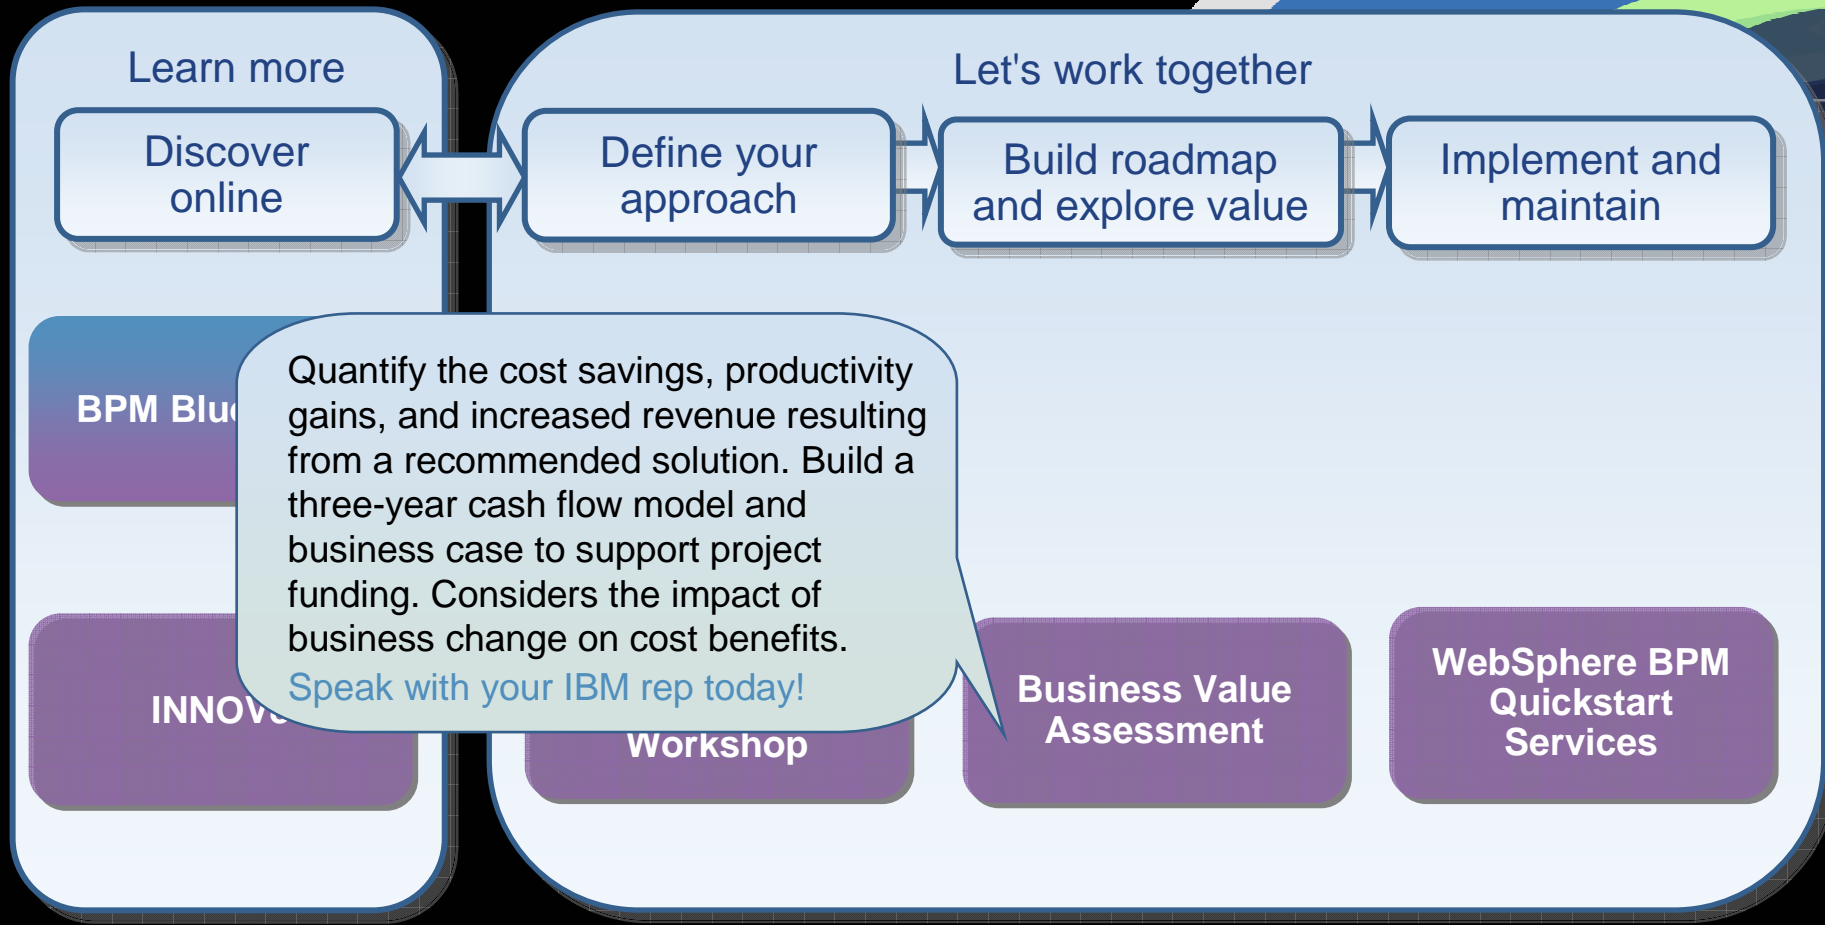 Learn more
Let's work together
Discover
online
Define your
approach
Build roadmap
and explore value
Implement and
maintain
BPM
Quantify the cost savings, productivity
gains, and increased revenue resulting
from a recommended solution. Build a
three-year cash flow model and
business case to support project
funding. Considers the impact of
business change on cost benefits.
Speak with your IBM rep today!
Workshop
Business Value
Assessment
WebSphere BPM
Quickstart
Services